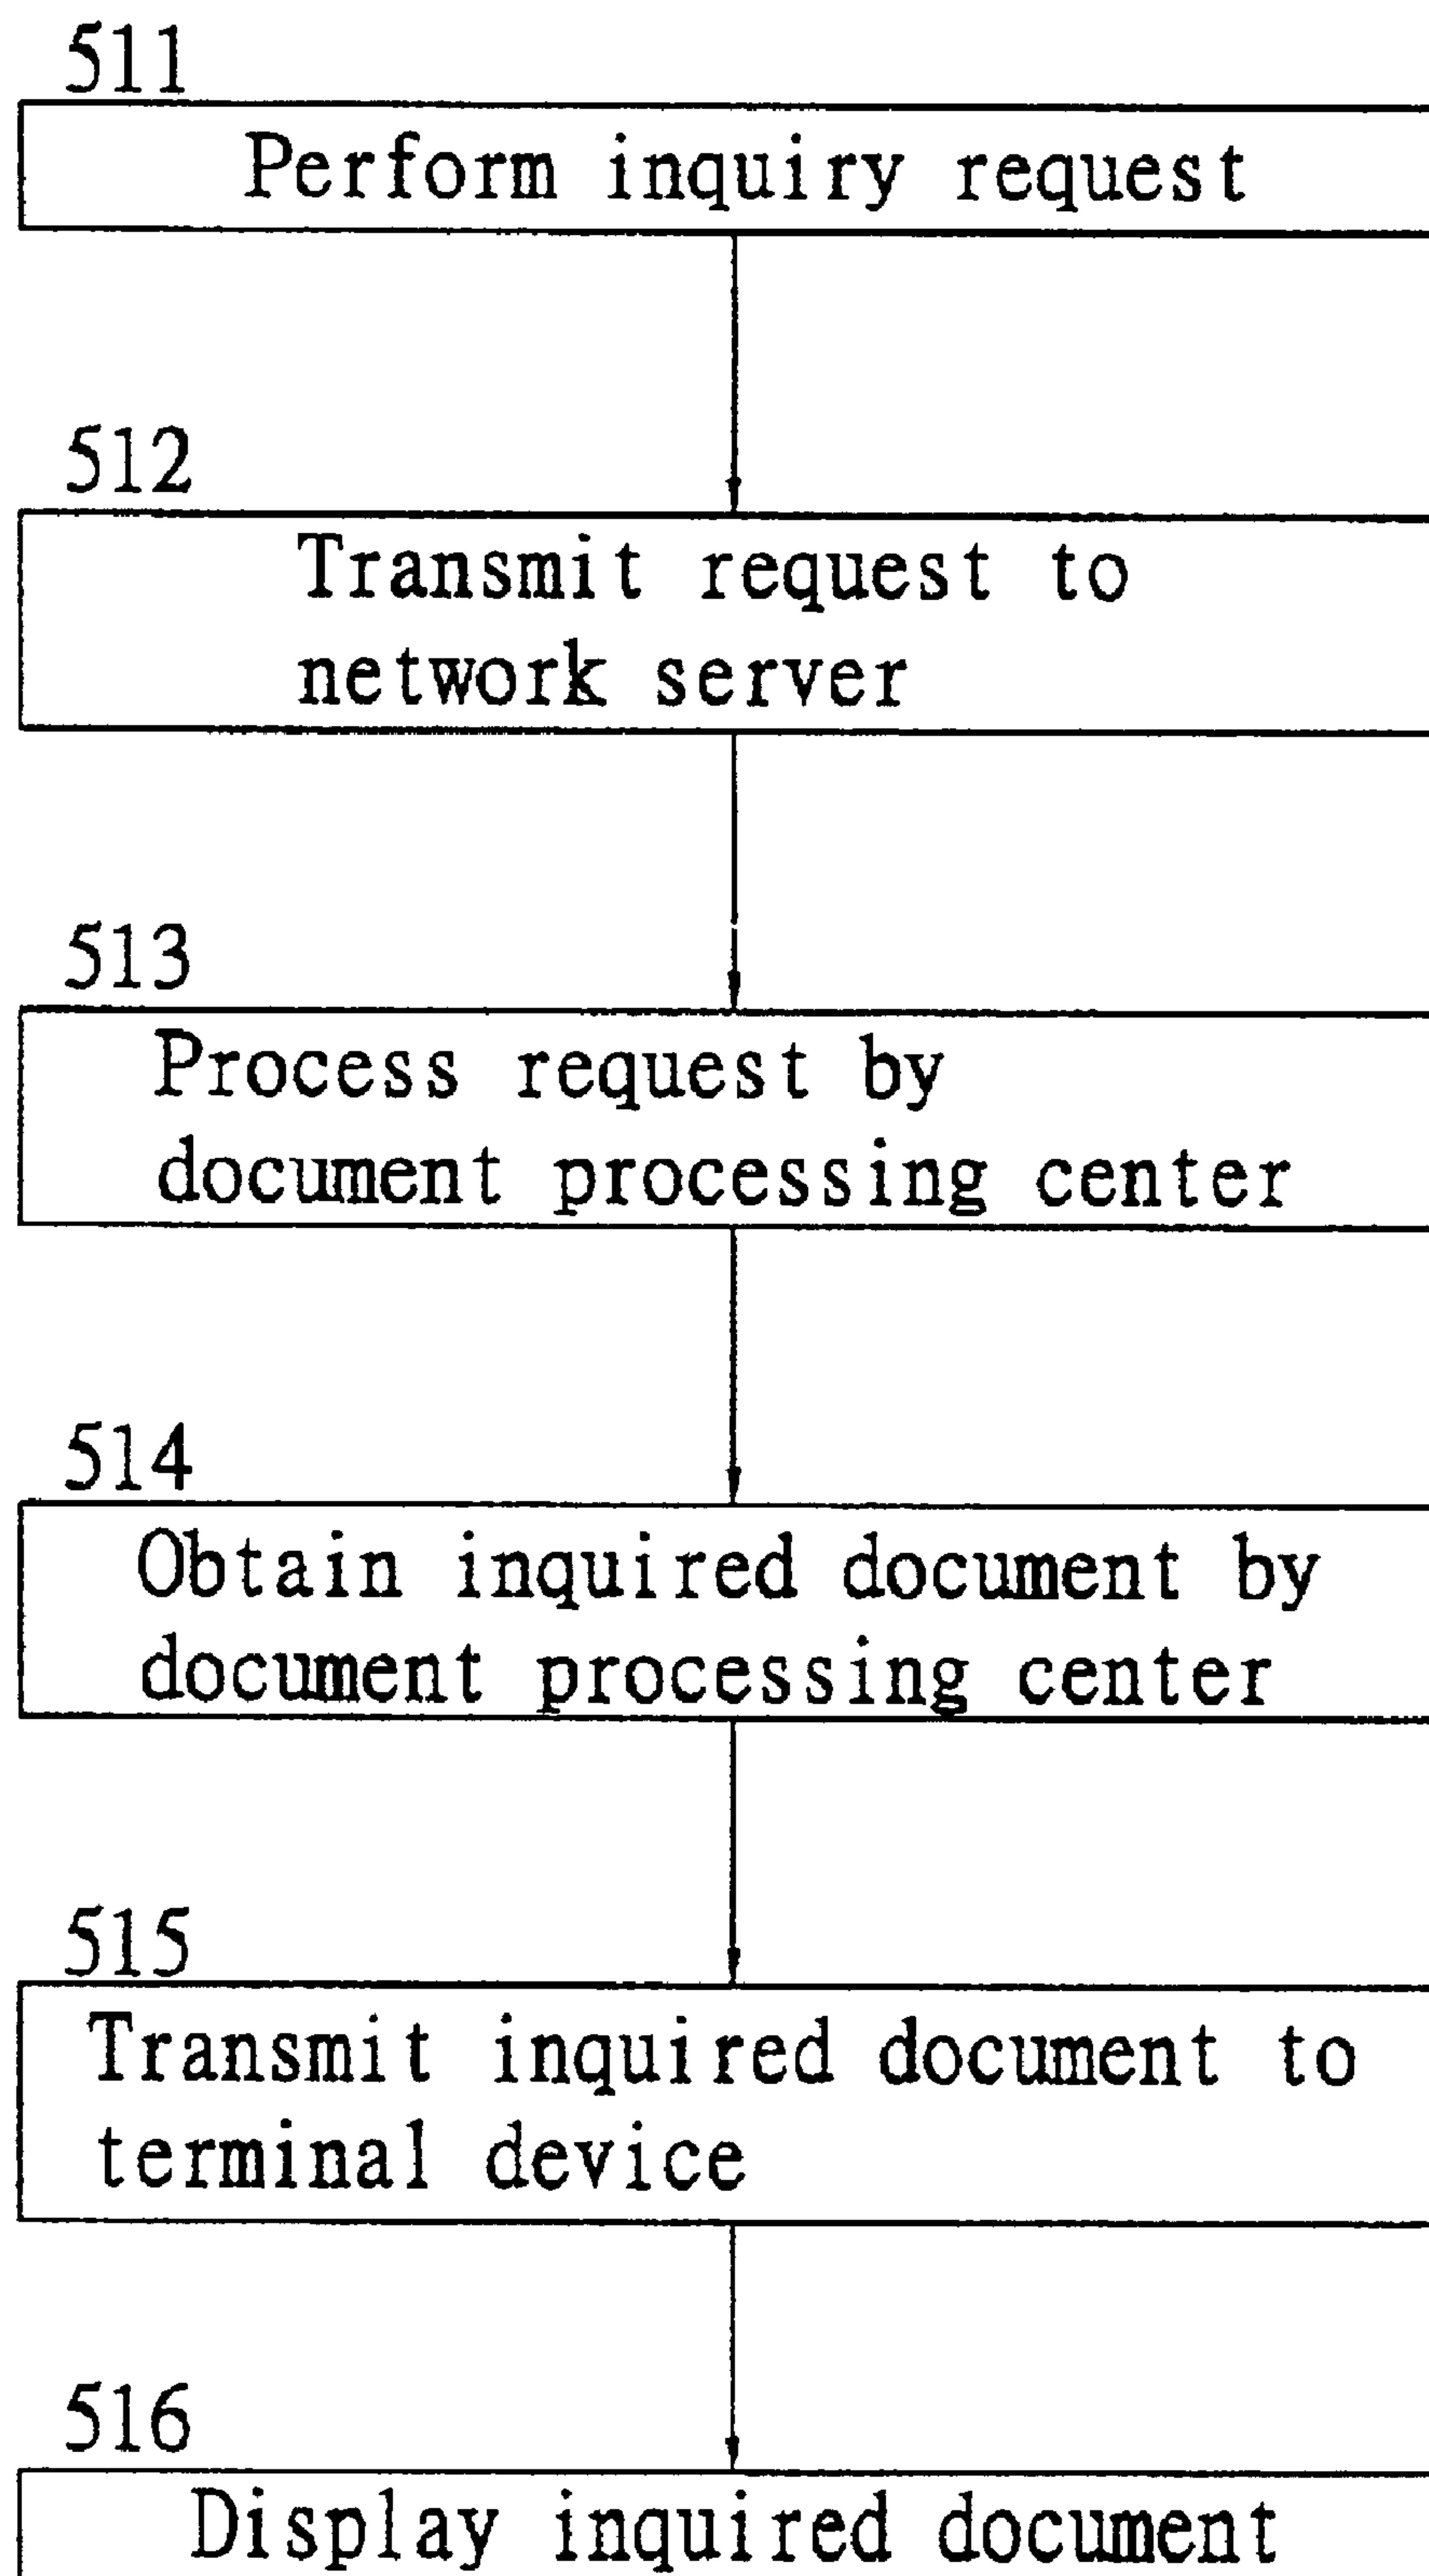 511
Perform inquiry request
512
Transmit request to
network server
513
Process request by
document processing center
514
Obtain inquired document by
document processing center
515
Transmit inquired document to
terminal device
516
Display inquired document